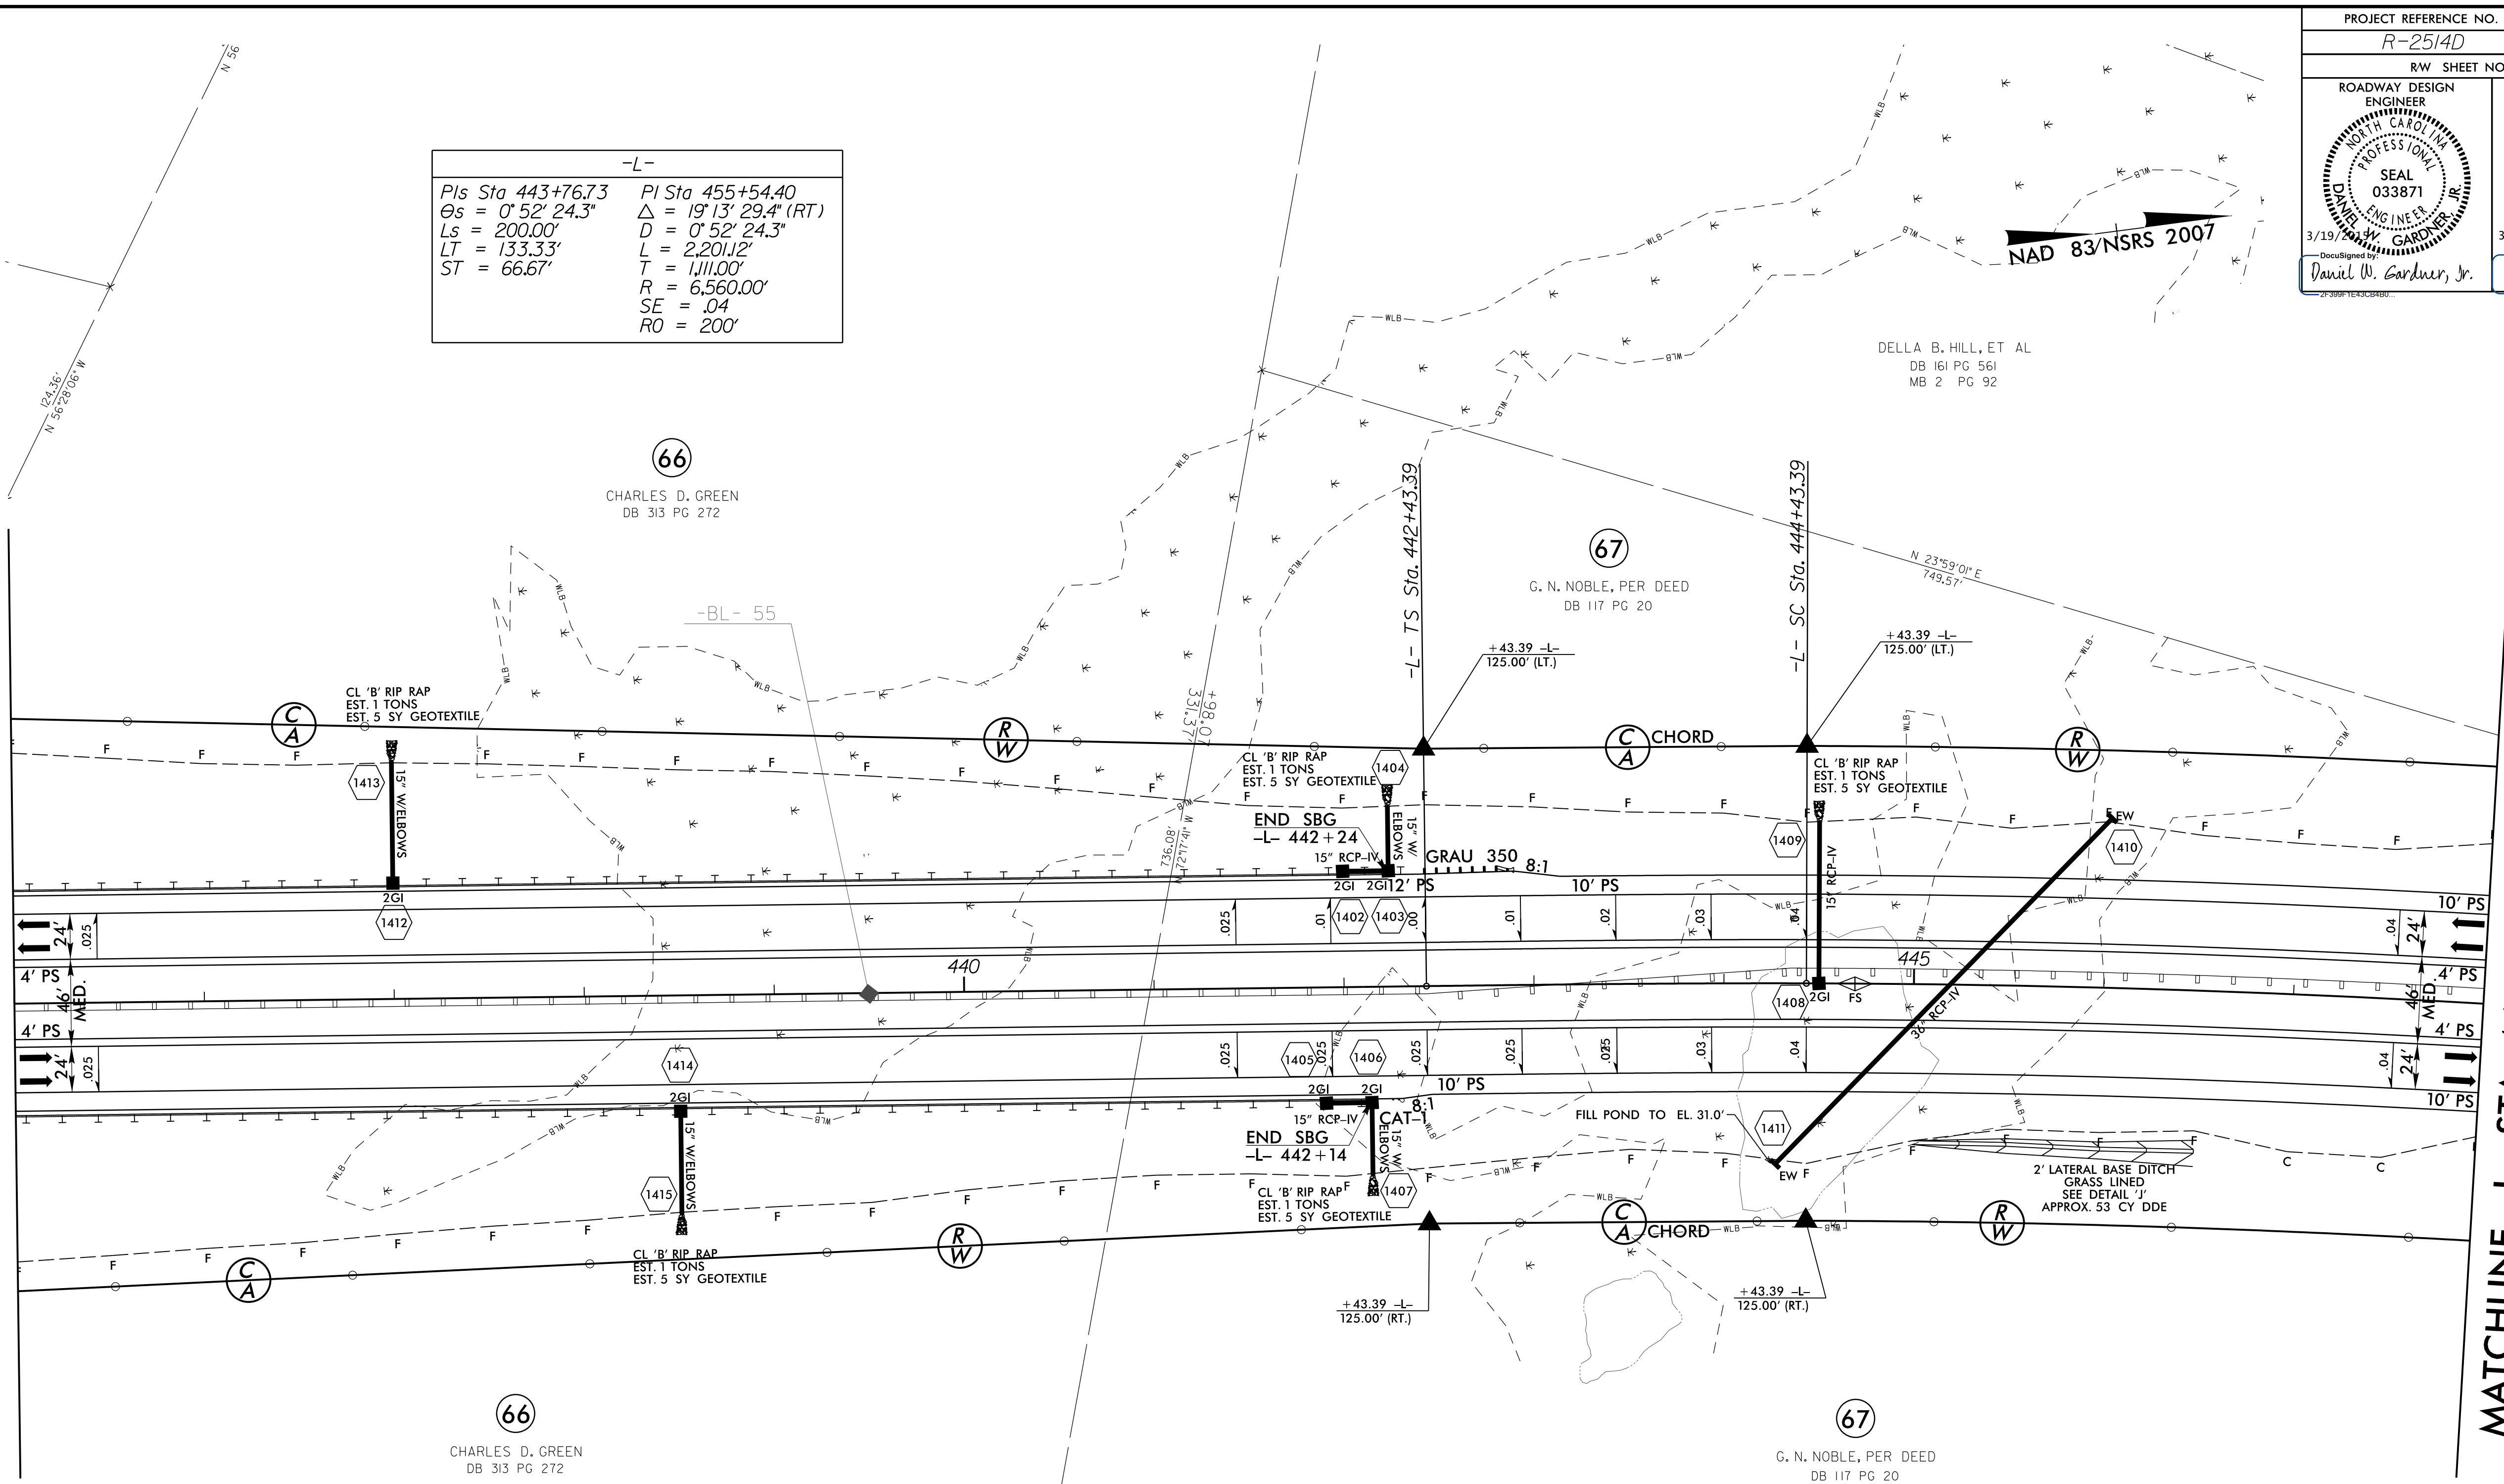 PROJECT REFERENCE NO.
R-2514D
R/W SHEET NO
ROADWAY DESIGN
ENGINEER
NORTH CAROLINA
PROFESSIONAL
SEAL
033871
ENGINEER
DANIEL W. GARDNER, JR.
DocuSigned by:
Daniel W. Gardner, Jr.
2F399F1E43CB4B0...
N 56
124.36'
N 56°28'06" W
-L-
PIs Sta 443+76.73
Θs = 0° 52' 24.3"
Ls = 200.00'
LT = 133.33'
ST = 66.67'
PI Sta 455+54.40
△ = 19° 13' 29.4" (RT)
D = 0° 52' 24.3"
L = 2,201.12'
T = 1,111.00'
R = 6,560.00'
SE = .04
RO = 200'
NAD 83/NSRS 2007
DELLA B. HILL, ET AL
DB 161 PG 561
MB 2 PG 92
66
CHARLES D. GREEN
DB 313 PG 272
67
G. N. NOBLE, PER DEED
DB 117 PG 20
N 23°59'01" E
749.57'
-L- TS Sta. 442+43.39
-L- SC Sta. 444+43.39
+43.39 -L-
125.00' (LT.)
+43.39 -L-
125.00' (LT.)
-BL- 55
+98.07
331.37'
736.08'
N 72°17'41" W
CL 'B' RIP RAP
EST. 1 TONS
EST. 5 SY GEOTEXTILE
C A
R W
C A CHORD
R W
1413
15" W/ELBOWS
2GI
1412
CL 'B' RIP RAP
EST. 1 TONS
EST. 5 SY GEOTEXTILE
1404
END SBG
-L- 442+24
15" RCP-IV
15" W/
ELBOWS
GRAU 350
8:1
2GI
2GI
12' PS
10' PS
1402
1403
CL 'B' RIP RAP
EST. 1 TONS
EST. 5 SY GEOTEXTILE
1409
15" RCP-IV
EW
1410
10' PS
24'
.025
.025
.01
.00
.01
.02
.03
.04
.04
24'
4' PS
46'
MED.
4' PS
440
445
1408
2GI
FS
36" RCP-IV
4' PS
46'
MED.
4' PS
24'
.025
1414
2GI
.025
1405
.025
1406
.025
.025
.025
.03
.04
.04
24'
10' PS
10' PS
2GI
2GI
15" RCP-IV
8:1
CAT-1
END SBG
-L- 442+14
15" W/
ELBOWS
1407
CL 'B' RIP RAP
EST. 1 TONS
EST. 5 SY GEOTEXTILE
15" W/ELBOWS
1415
CL 'B' RIP RAP
EST. 1 TONS
EST. 5 SY GEOTEXTILE
FILL POND TO EL. 31.0'
1411
EW
2' LATERAL BASE DITCH
GRASS LINED
SEE DETAIL 'J'
APPROX. 53 CY DDE
C A
R W
C A CHORD
R W
+43.39 -L-
125.00' (RT.)
+43.39 -L-
125.00' (RT.)
66
CHARLES D. GREEN
DB 313 PG 272
67
G. N. NOBLE, PER DEED
DB 117 PG 20